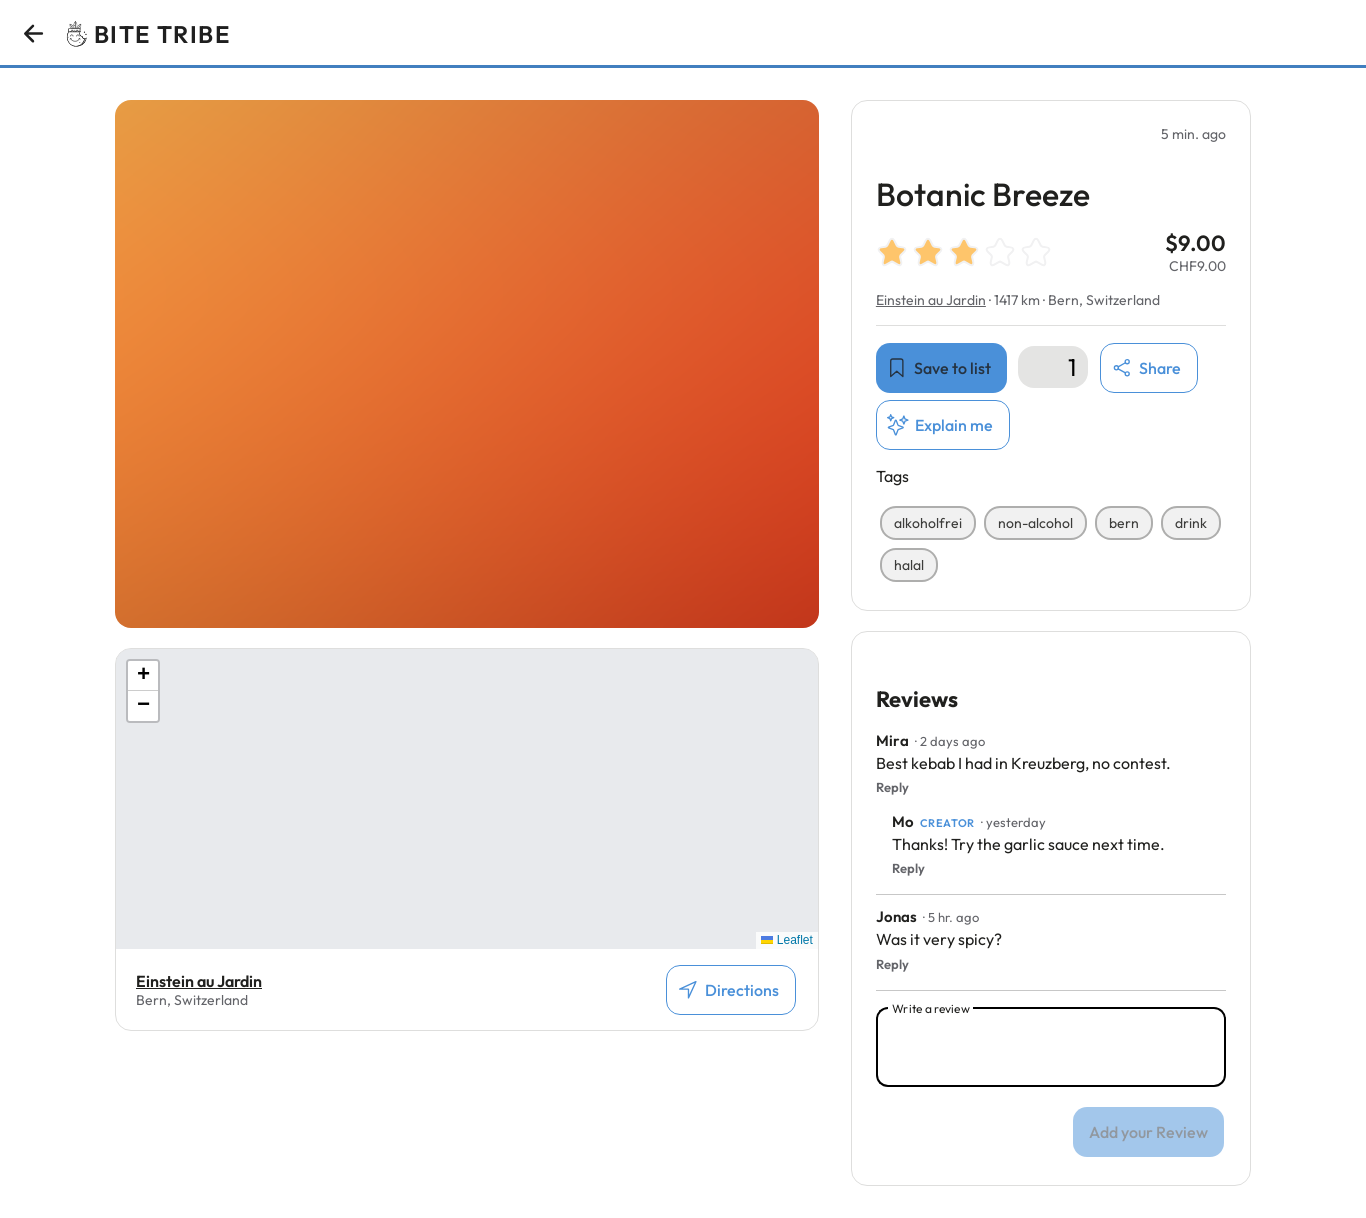 BITE TRIBE
5 min. ago
Botanic Breeze
$9.00
CHF9.00
Einstein au Jardin · 1417 km · Bern, Switzerland
Save to list
1
Share
Explain me
Tags
alkoholfrei
non-alcohol
bern
drink
halal
+
−
Leaflet
Einstein au Jardin
Bern, Switzerland
Directions
Reviews
Mira · 2 days ago
Best kebab I had in Kreuzberg, no contest.
Reply
Mo CREATOR · yesterday
Thanks! Try the garlic sauce next time.
Reply
Jonas · 5 hr. ago
Was it very spicy?
Reply
Write a review
Add your Review